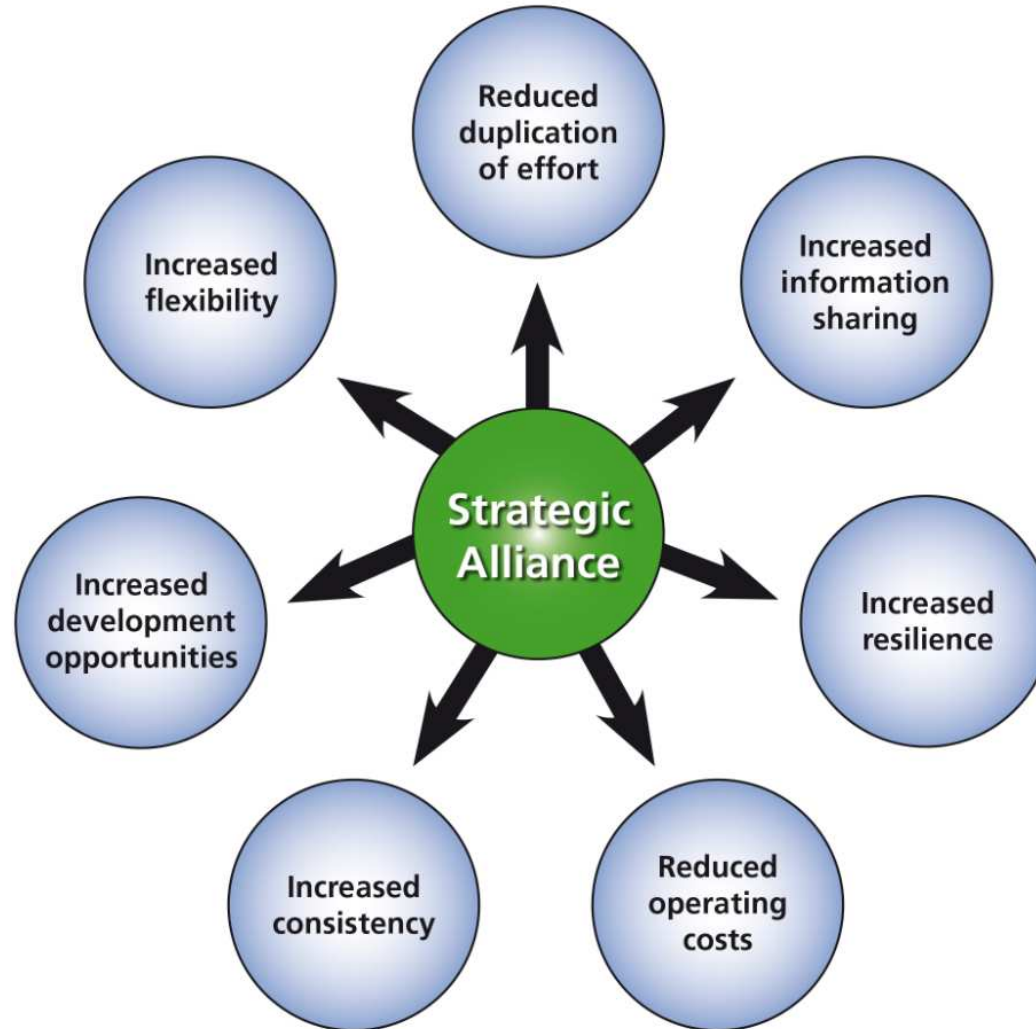 Reduced
duplication
of effort
Increased
information
sharing
Increased
flexibility
Strategic
Alliance
Increased
development
opportunities
Increased
resilience
Increased
consistency
Reduced
operating
costs